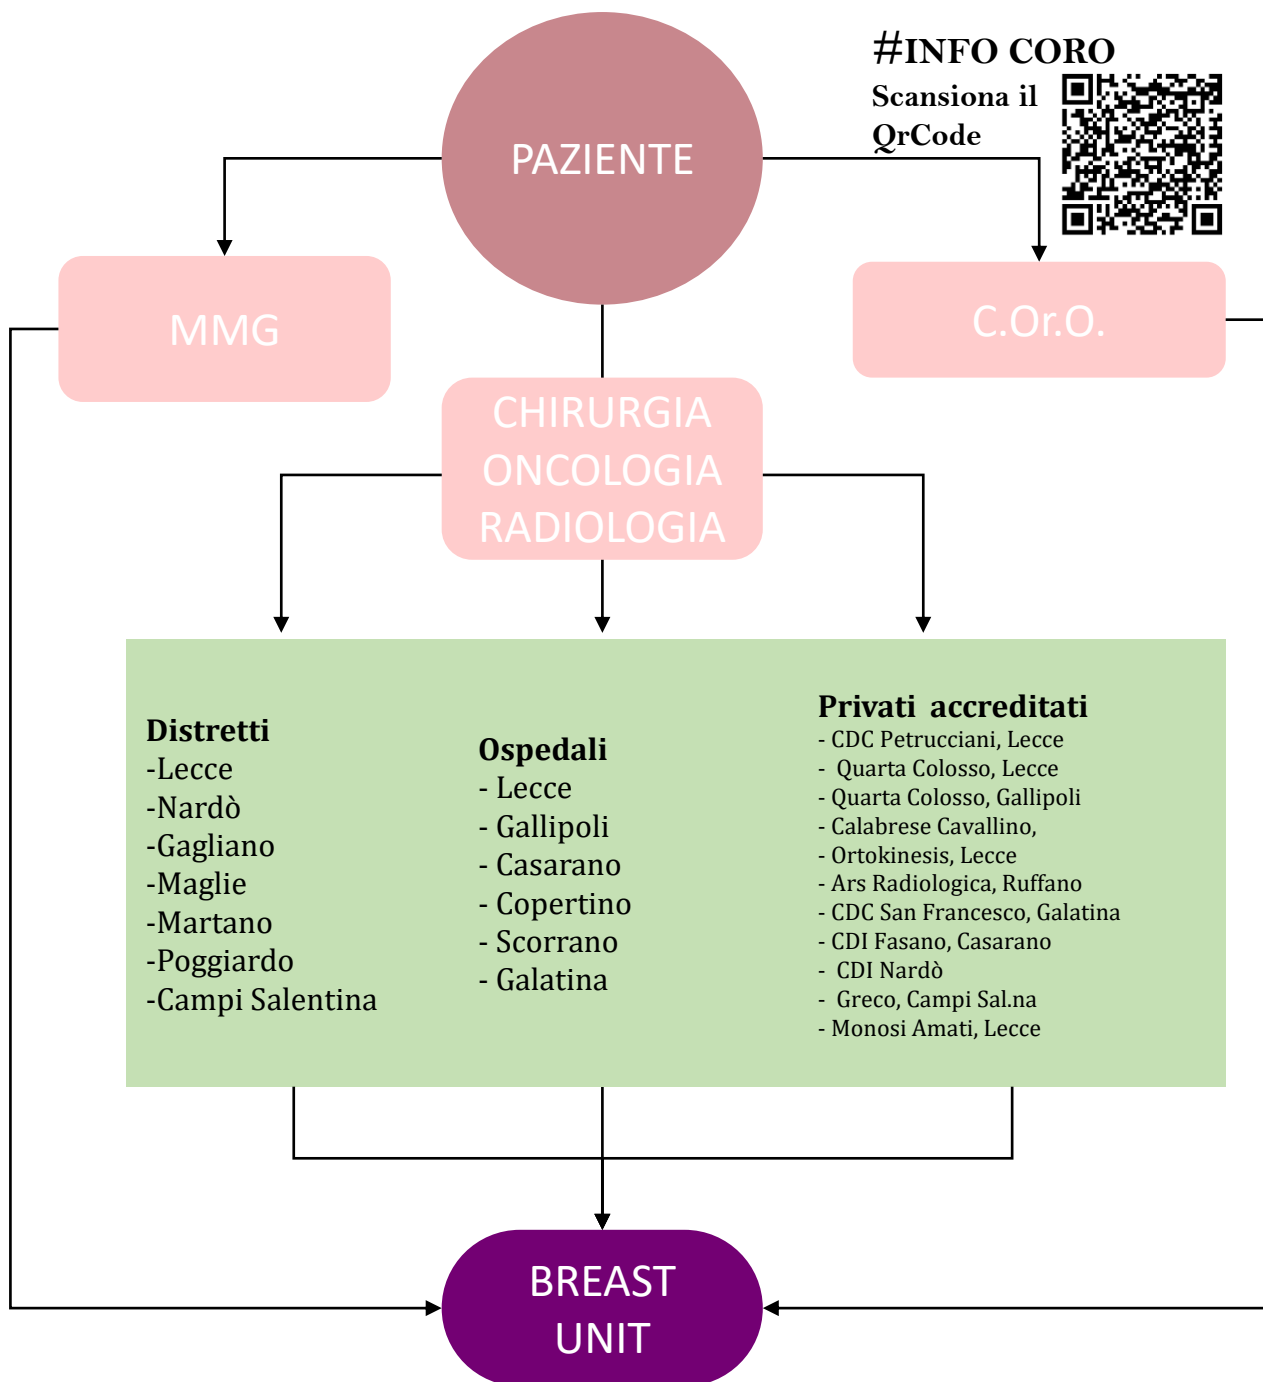 #INFO CORO
Scansiona il
QrCode
PAZIENTE
MMG
C.Or.O.
CHIRURGIA
ONCOLOGIA
RADIOLOGIA
Distretti
-Lecce
-Nardò
-Gagliano
-Maglie
-Martano
-Poggiardo
-Campi Salentina
Ospedali
- Lecce
- Gallipoli
- Casarano
- Copertino
- Scorrano
- Galatina
Privati accreditati
- CDC Petrucciani, Lecce
- Quarta Colosso, Lecce
- Quarta Colosso, Gallipoli
- Calabrese Cavallino,
- Ortokinesis, Lecce
- Ars Radiologica, Ruffano
- CDC San Francesco, Galatina
- CDI Fasano, Casarano
- CDI Nardò
- Greco, Campi Sal.na
- Monosi Amati, Lecce
BREAST
UNIT